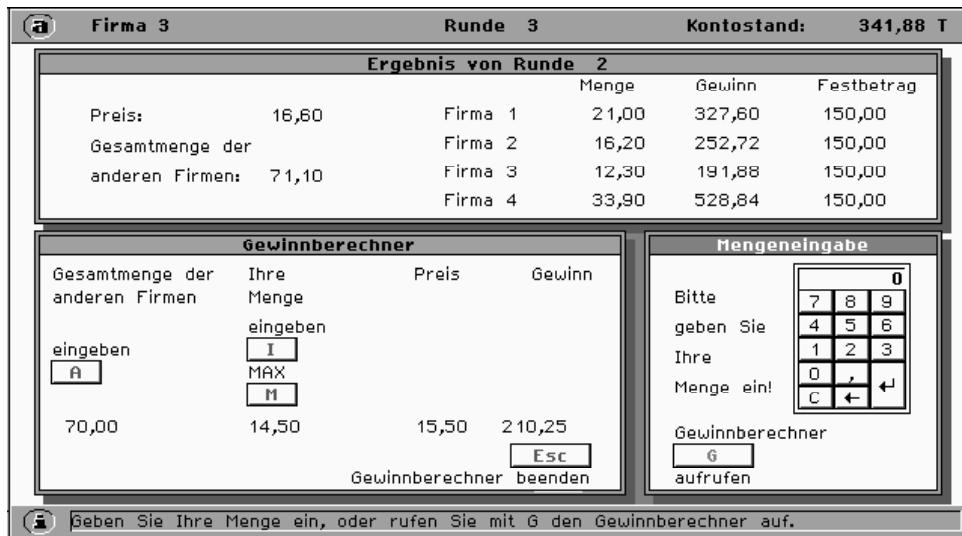 a Firma 3 Runde 3 Kontostand: 341,88 T
Ergebnis von Runde 2
Menge Gewinn Festbetrag
Preis: 16,60 Firma 1 21,00 327,60 150,00
Gesamtmenge der Firma 2 16,20 252,72 150,00
anderen Firmen: 71,10 Firma 3 12,30 191,88 150,00
Firma 4 33,90 528,84 150,00
Gewinnberechner
Gesamtmenge der Ihre Preis Gewinn
anderen Firmen Menge
eingeben
eingeben I
A MAX
M
70,00 14,50 15,50 210,25
Esc
Gewinnberechner beenden
Mengeneingabe
0
Bitte 7 8 9
geben Sie 4 5 6
Ihre 1 2 3
Menge ein! 0 , ↵
C ←
Gewinnberechner
G
aufrufen
i Geben Sie Ihre Menge ein, oder rufen Sie mit G den Gewinnberechner auf.